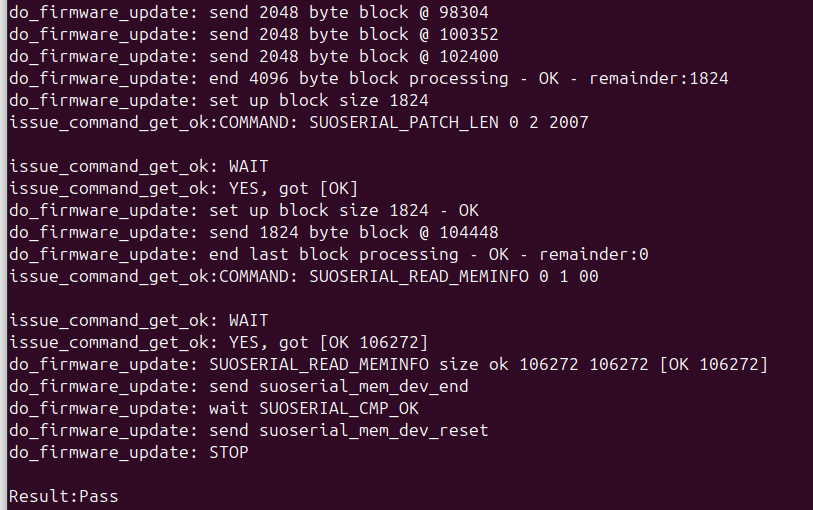 do_firmware_update: send 2048 byte block @ 98304
do_firmware_update: send 2048 byte block @ 100352
do_firmware_update: send 2048 byte block @ 102400
do_firmware_update: end 4096 byte block processing - OK - remainder:1824
do_firmware_update: set up block size 1824
issue_command_get_ok:COMMAND: SUOSERIAL_PATCH_LEN 0 2 2007
issue_command_get_ok: WAIT
issue_command_get_ok: YES, got [OK]
do_firmware_update: set up block size 1824 - OK
do_firmware_update: send 1824 byte block @ 104448
do_firmware_update: end last block processing - OK - remainder:0
issue_command_get_ok:COMMAND: SUOSERIAL_READ_MEMINFO 0 1 00
issue_command_get_ok: WAIT
issue_command_get_ok: YES, got [OK 106272]
do_firmware_update: SUOSERIAL_READ_MEMINFO size ok 106272 106272 [OK 106272]
do_firmware_update: send suoserial_mem_dev_end
do_firmware_update: wait SUOSERIAL_CMP_OK
do_firmware_update: send suoserial_mem_dev_reset
do_firmware_update: STOP
Result:Pass